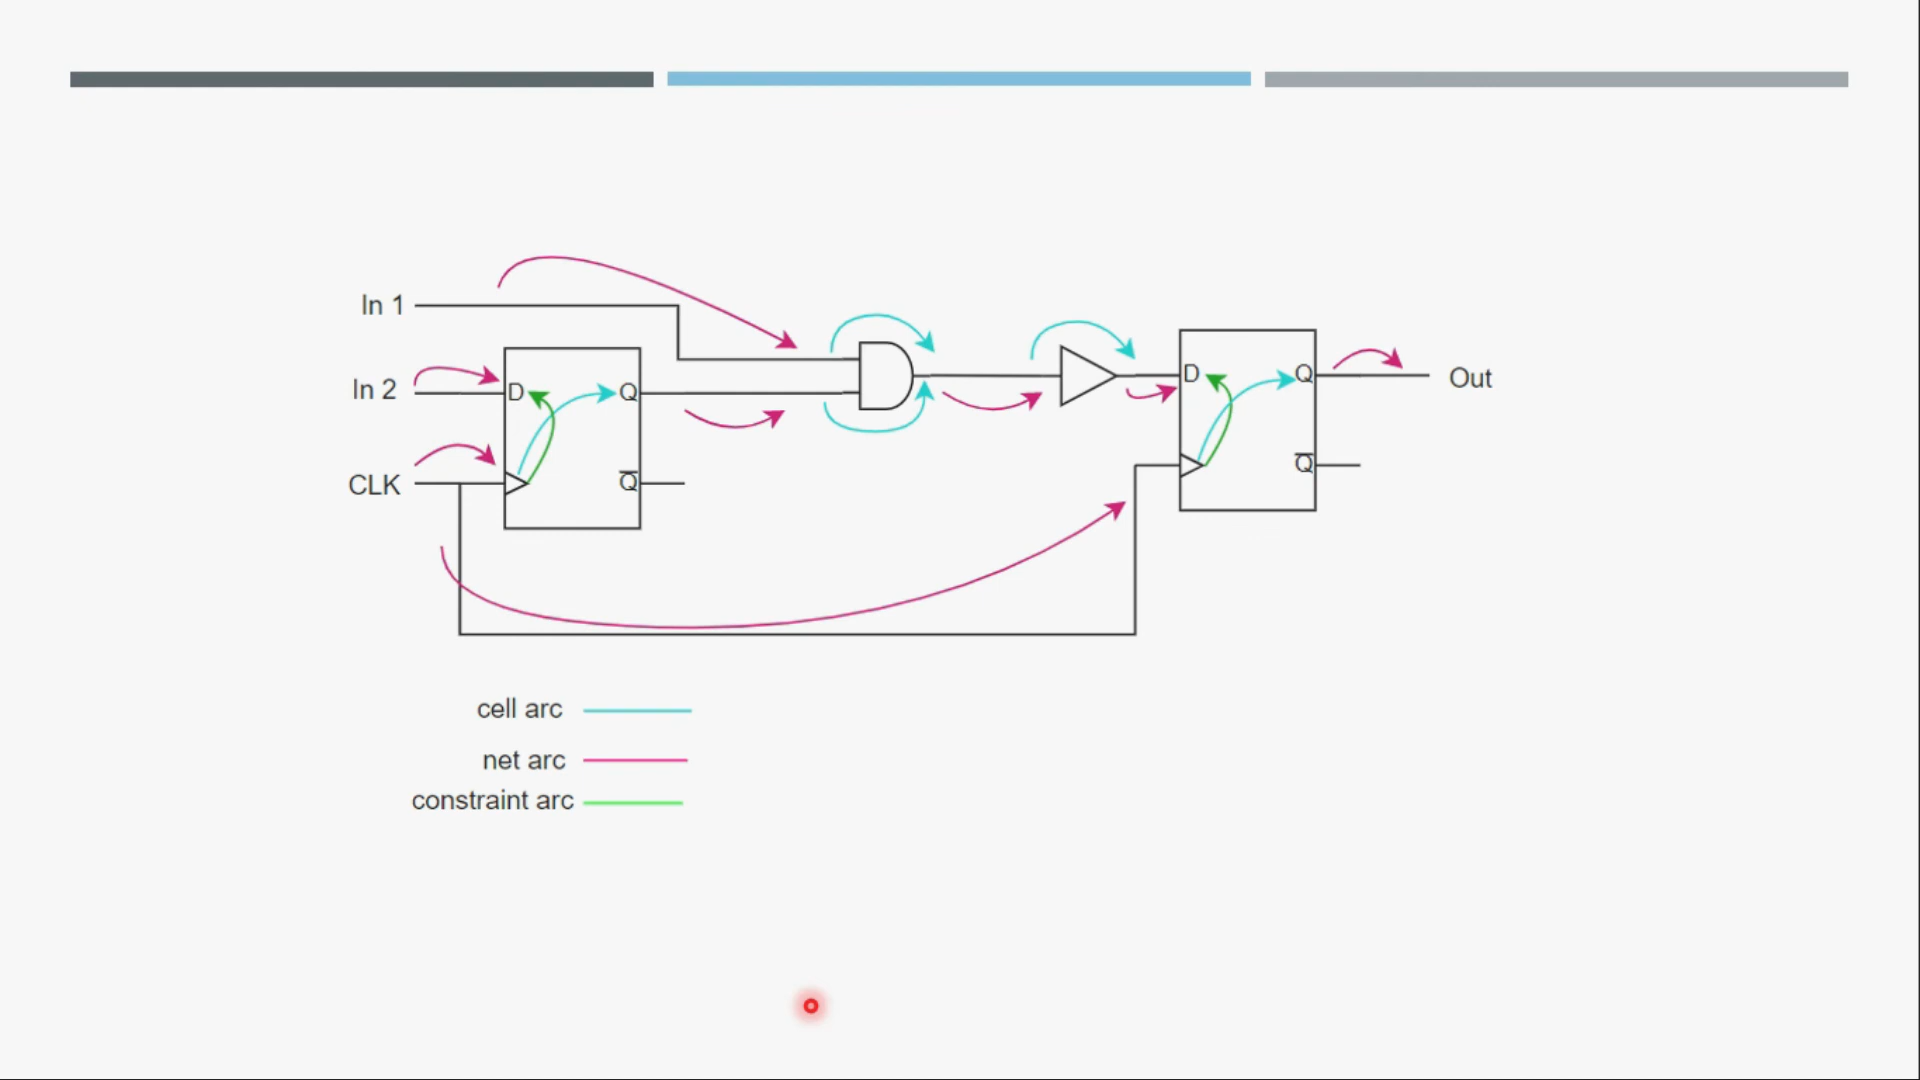 In 1
In 2
D
Q
D
Q
Out
CLK
Q̅
Q̅
cell arc
net arc
constraint arc